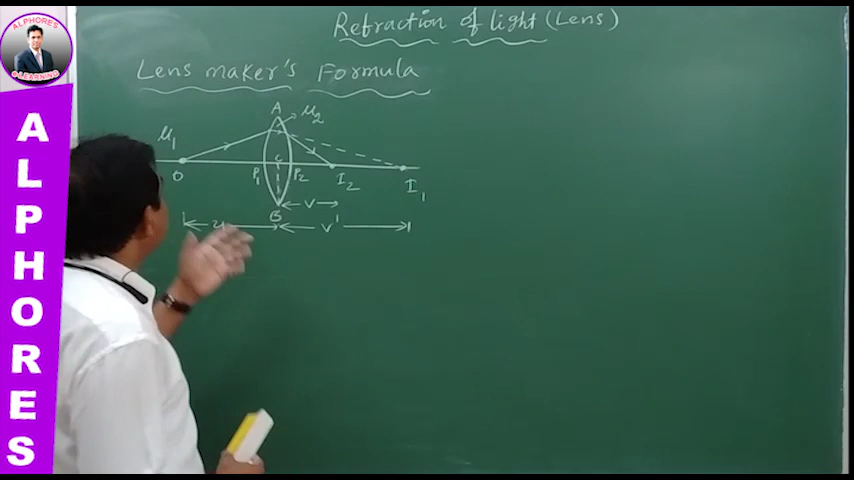 ALPHORES
e-LEARNING
ALPHORES
Refraction of light (Lens)
Lens maker's Formula
A
μ2
μ1
O
P1
C
P2
I2
I1
B
v
u
v'